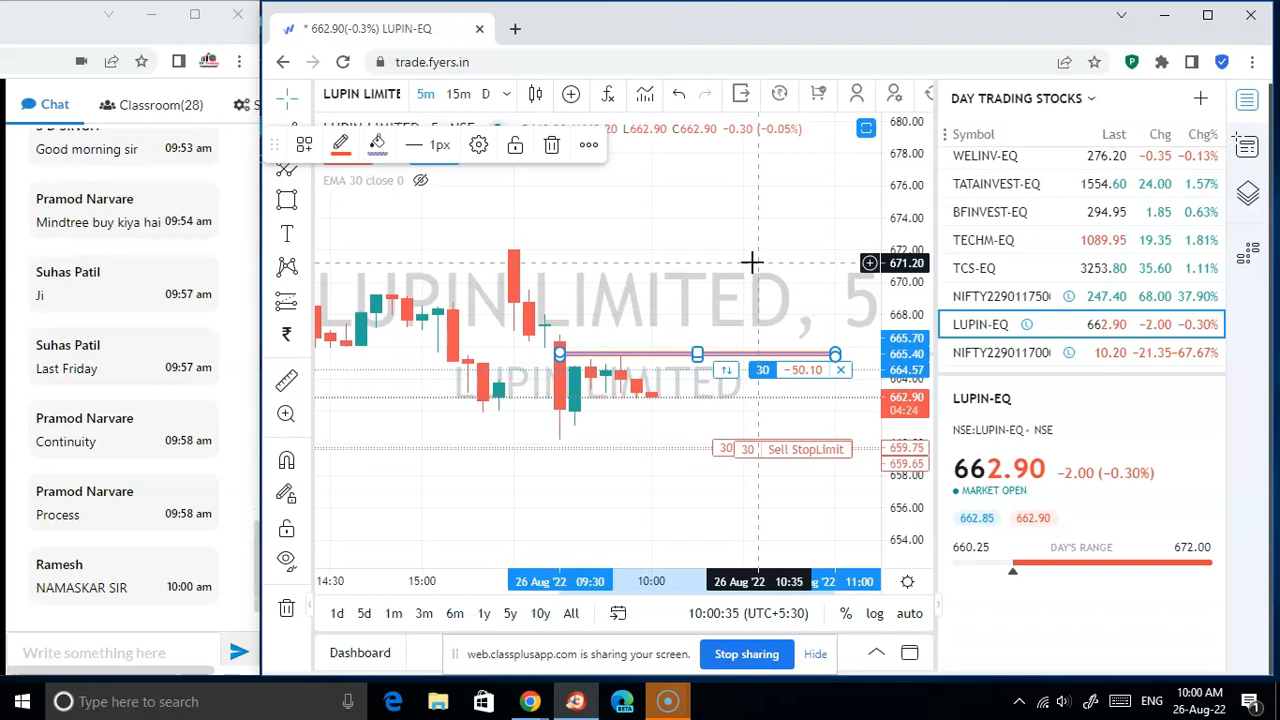 Chat
Classroom(28)
S
S B SINGH
Good morning sir
09:53 am
Pramod Narvare
Mindtree buy kiya hai
09:54 am
Suhas Patil
Ji
09:57 am
Suhas Patil
Last Friday
09:57 am
Pramod Narvare
Continuity
09:58 am
Pramod Narvare
Process
09:58 am
Ramesh
NAMASKAR SIR
10:00 am
Write something here
* 662.90(-0.3%) LUPIN-EQ
trade.fyers.in
LUPIN LIMITE
5m
15m
D
L662.90 C662.90 −0.30 (−0.05%)
1px
EMA 30 close 0
LUPIN LIMITED, 5
LUPIN LIMITED
30
−50.10
30
30
Sell StopLimit
680.00
678.00
676.00
674.00
672.00
671.20
670.00
668.00
665.70
665.40
664.57
664.00
662.90
04:24
659.75
659.65
658.00
656.00
654.00
14:30
15:00
26 Aug '22 09:30
10:00
26 Aug '22 10:35
11:00
1d
5d
1m
3m
6m
1y
5y
10y
All
10:00:35 (UTC+5:30)
%
log
auto
Dashboard
web.classplusapp.com is sharing your screen.
Stop sharing
Hide
DAY TRADING STOCKS
Symbol
Last
Chg
Chg%
WELINV-EQ 276.20 −0.35 −0.13%
TATAINVEST-EQ 1554.60 24.00 1.57%
BFINVEST-EQ 294.95 1.85 0.63%
TECHM-EQ 1089.95 19.35 1.81%
TCS-EQ 3253.80 35.60 1.11%
NIFTY229011750 247.40 68.00 37.90%
LUPIN-EQ 662.90 −2.00 −0.30%
NIFTY229011700 10.20 −21.35 −67.67%
LUPIN-EQ
NSE:LUPIN-EQ • NSE
662.90 −2.00 (−0.30%)
MARKET OPEN
662.85
662.90
660.25
DAY'S RANGE
672.00
Type here to search
ENG
10:00 AM
26-Aug-22
1